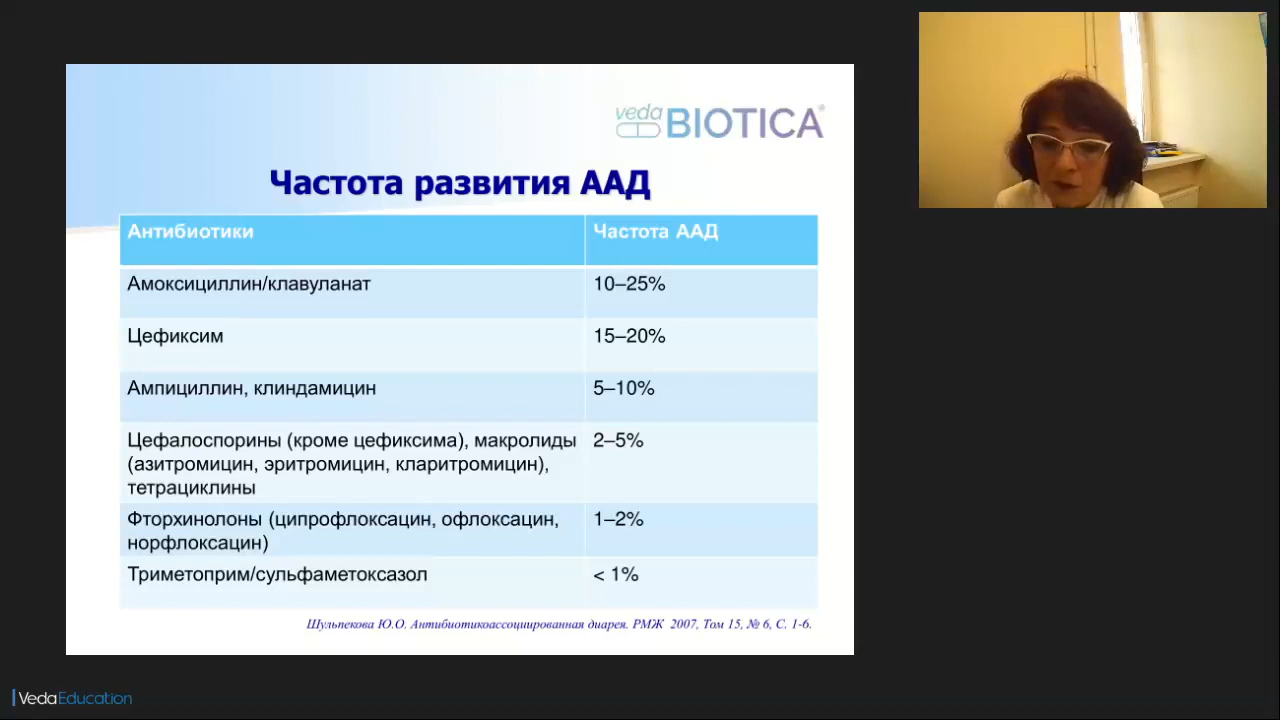 veda BIOTICA®
Частота развития ААД
Антибиотики Частота ААД
Амоксициллин/клавуланат 10–25%
Цефиксим 15–20%
Ампициллин, клиндамицин 5–10%
Цефалоспорины (кроме цефиксима), макролиды 2–5%
(азитромицин, эритромицин, кларитромицин),
тетрациклины
Фторхинолоны (ципрофлоксацин, офлоксацин, 1–2%
норфлоксацин)
Триметоприм/сульфаметоксазол < 1%
Шульпекова Ю.О. Антибиотикоассоциированная диарея. РМЖ 2007, Том 15, № 6, С. 1-6.
VedaEducation